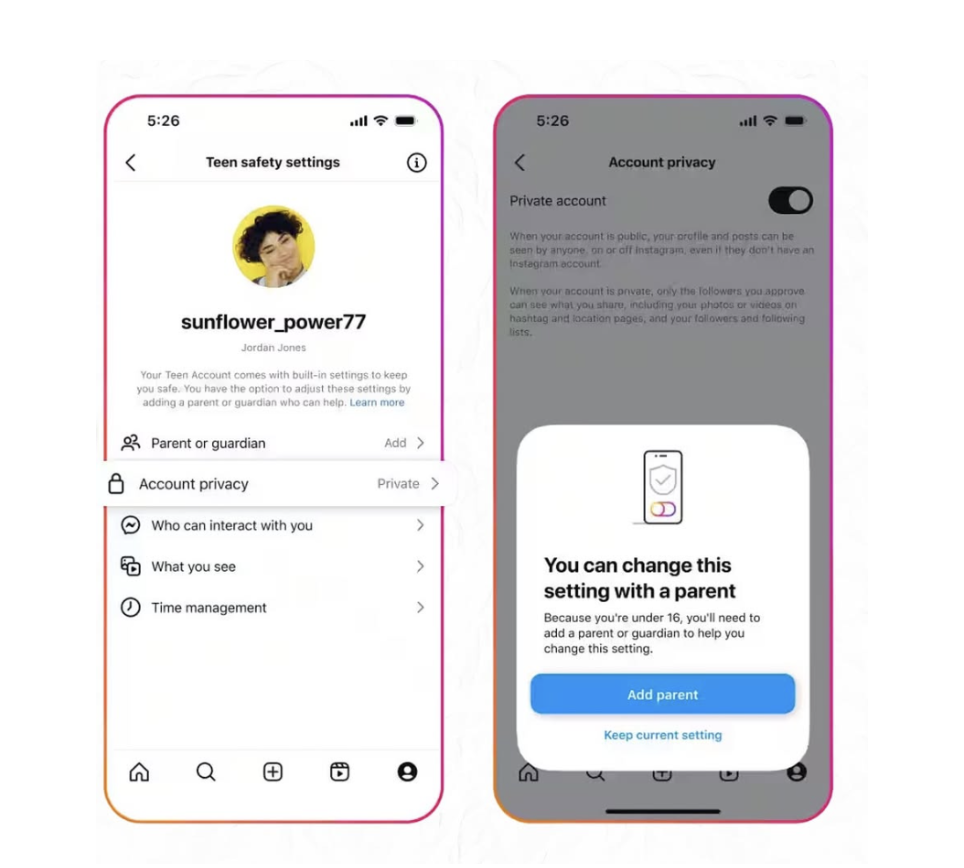 5:26
Teen safety settings
sunflower_power77
Jordan Jones
Your Teen Account comes with built-in settings to keep
you safe. You have the option to adjust these settings by
adding a parent or guardian who can help. Learn more
Parent or guardian Add
Account privacy Private
Who can interact with you
What you see
Time management
5:26
Account privacy
Private account
When your account is public, your profile and posts can be
seen by anyone, on or off Instagram, even if they don't have an
Instagram account.
When your account is private, only the followers you approve
can see what you share, including your photos or videos on
hashtag and location pages, and your followers and following
lists.
You can change this
setting with a parent
Because you're under 16, you'll need to
add a parent or guardian to help you
change this setting.
Add parent
Keep current setting